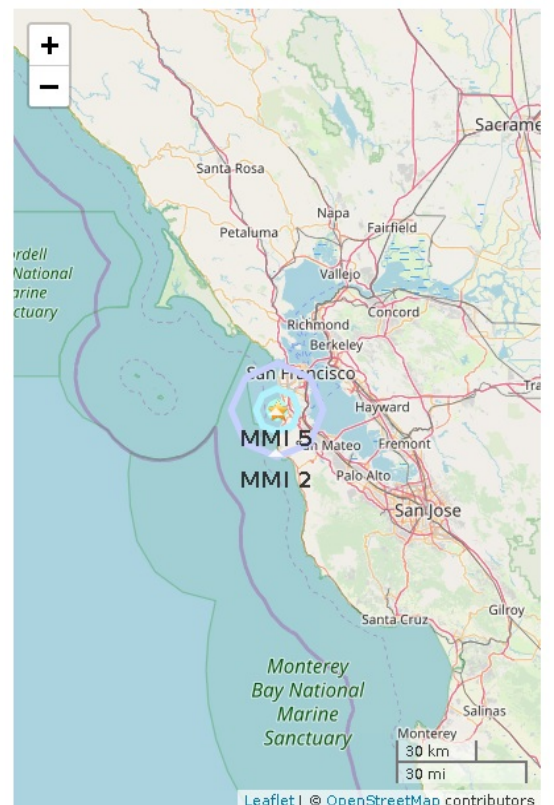 +
−
Sacrame
Santa Rosa
Napa
Petaluma
Fairfield
ordell
National
arine
ctuary
Vallejo
Concord
Richmond
Berkeley
San Francisco
Tra
Hayward
MMI 5
n Mateo
Fremont
Palo Alto
MMI 2
San Jose
Gilroy
Santa Cruz
Monterey
Bay National
Marine
Sanctuary
Salinas
Monterey
30 km
30 mi
Leaflet | © OpenStreetMap contributors